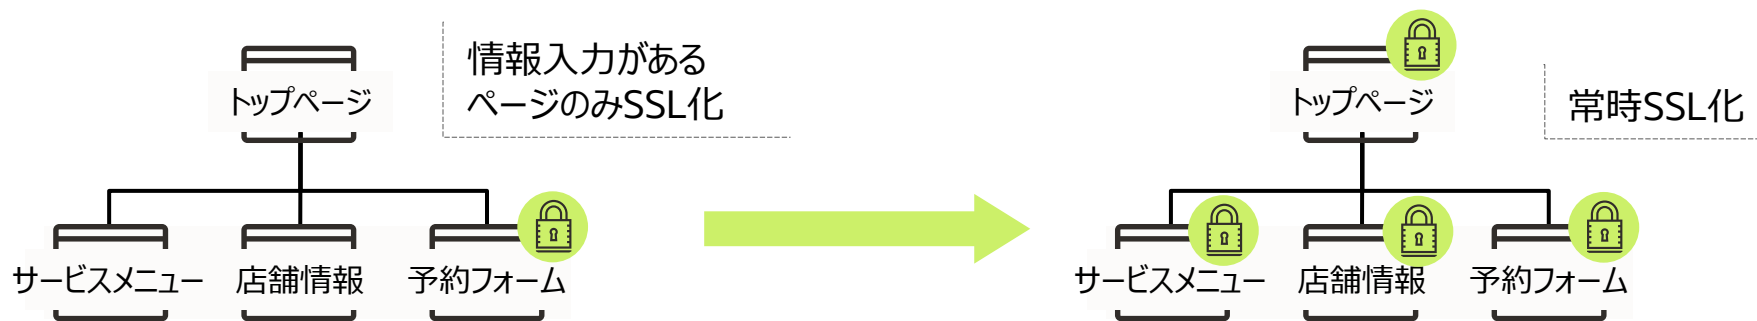 トップページ
情報入力がある
ページのみSSL化
サービスメニュー
店舗情報
予約フォーム
トップページ
常時SSL化
サービスメニュー
店舗情報
予約フォーム